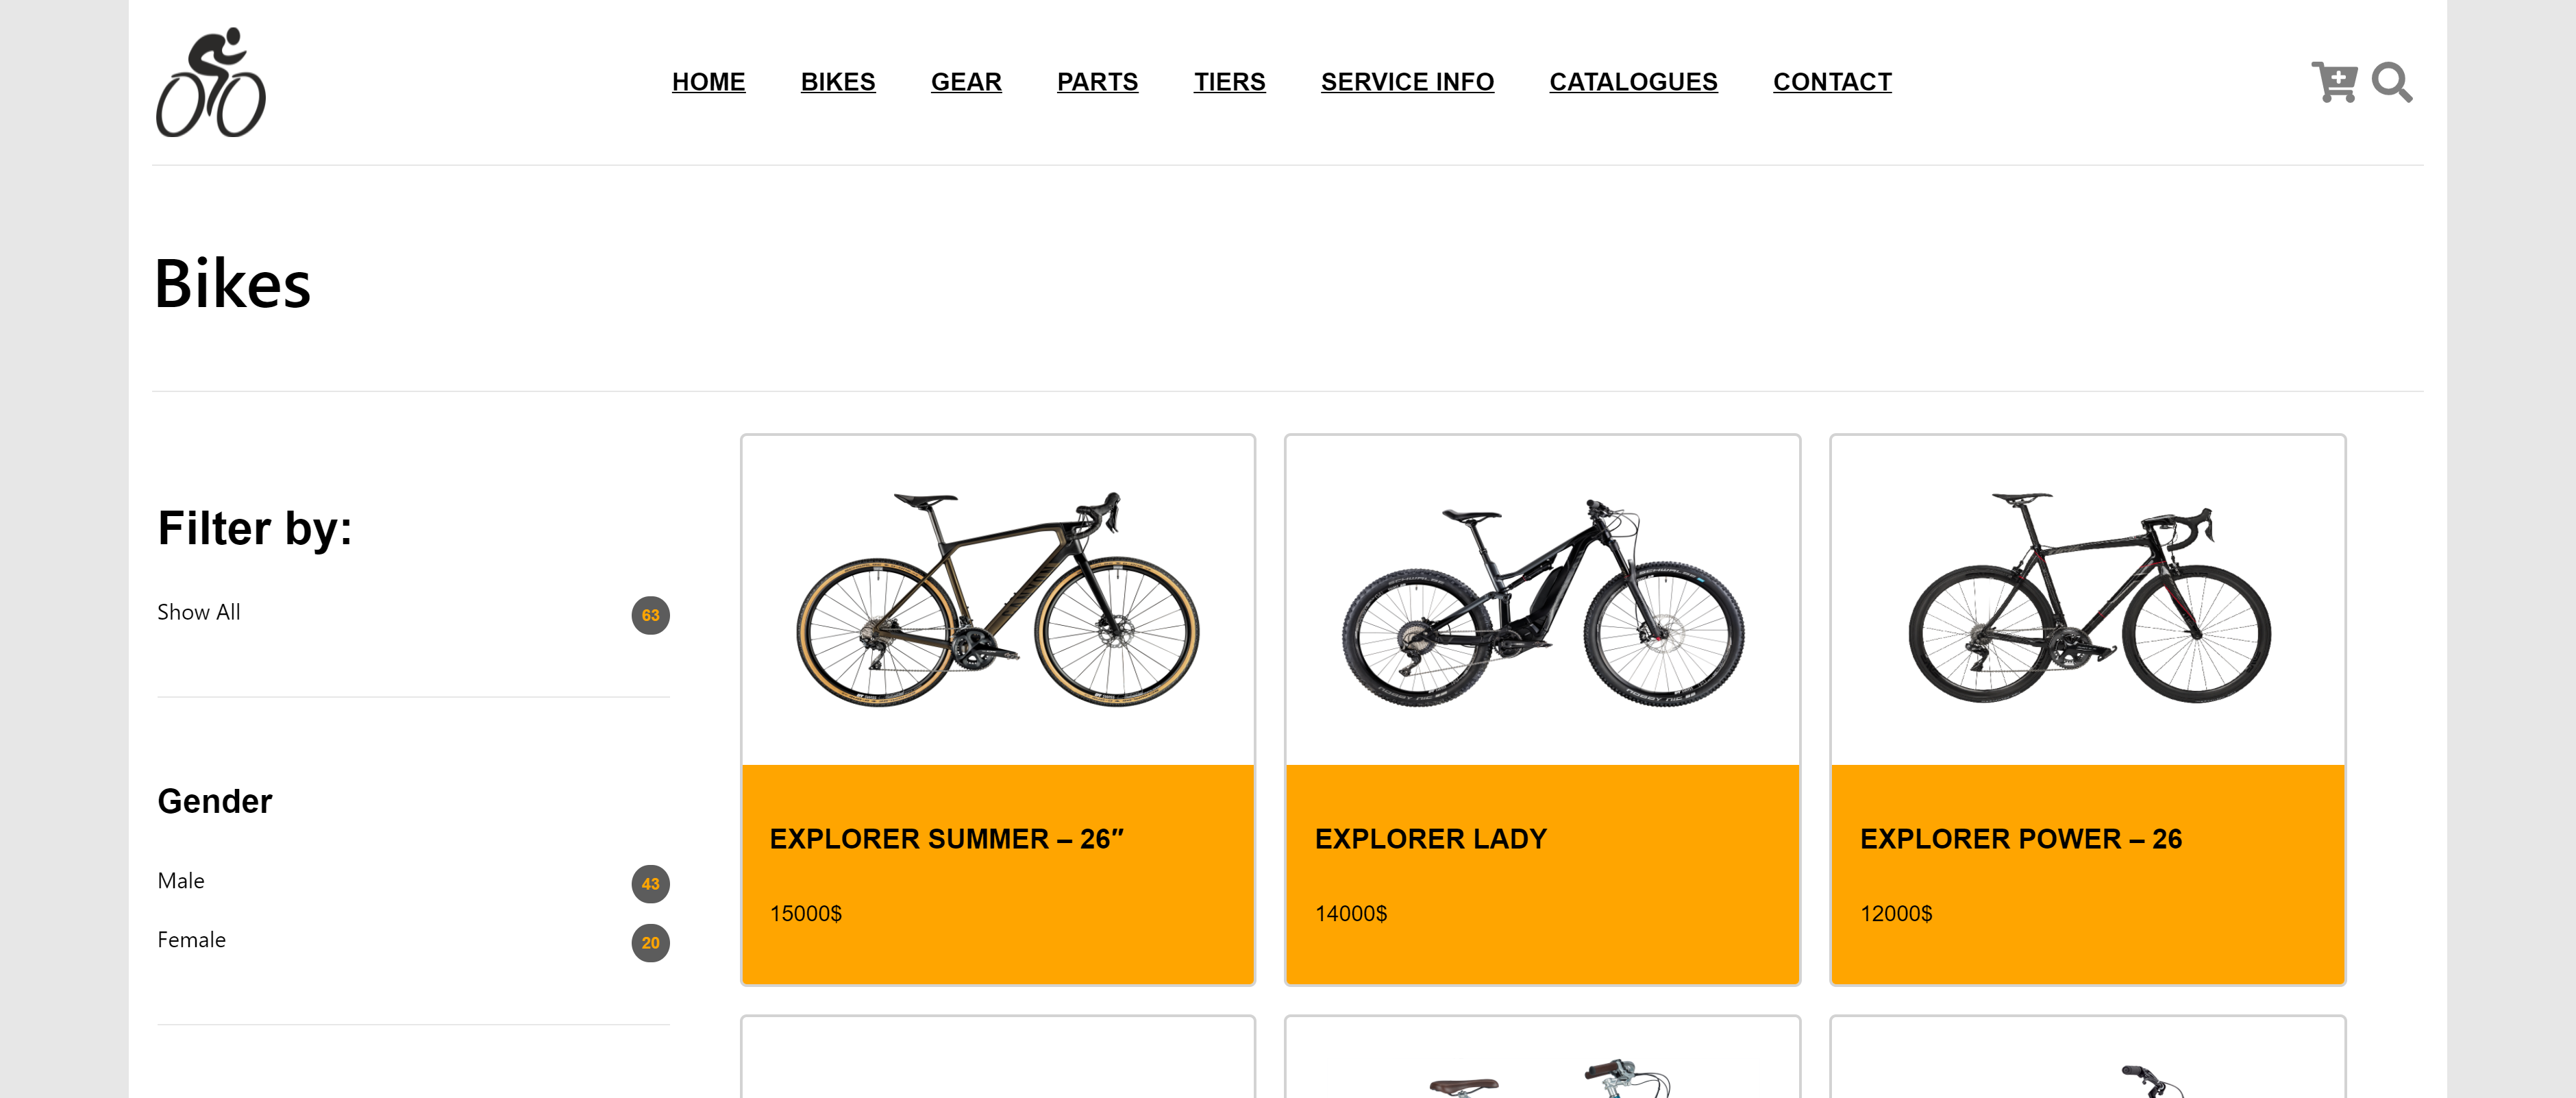 HOME BIKES GEAR PARTS TIERS SERVICE INFO CATALOGUES CONTACT
Bikes
Filter by:
Show All 63
Gender
Male 43
Female 20
EXPLORER SUMMER – 26″
15000$
EXPLORER LADY
14000$
EXPLORER POWER – 26
12000$